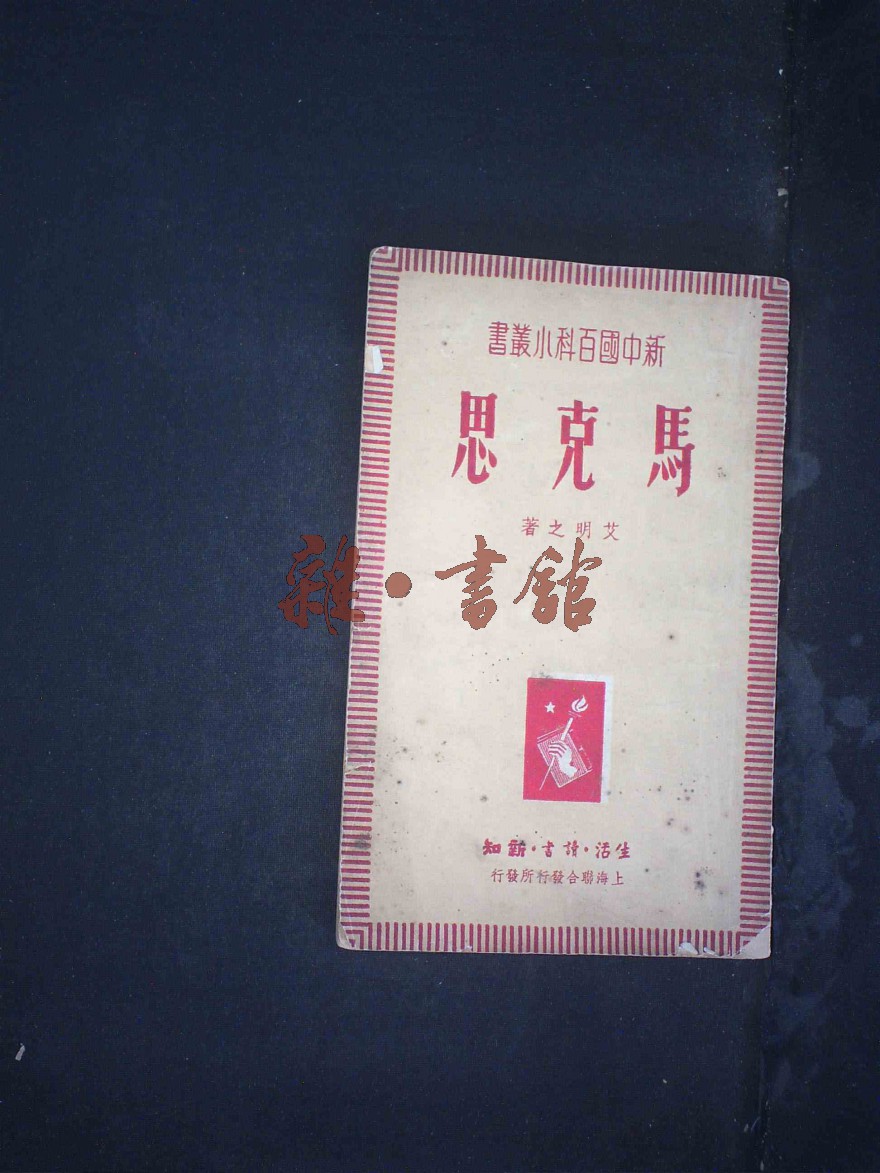 新中國百科小叢書
馬克思
艾明之著
雜·書館
生活·讀書·新知
上海聯合發行所發行